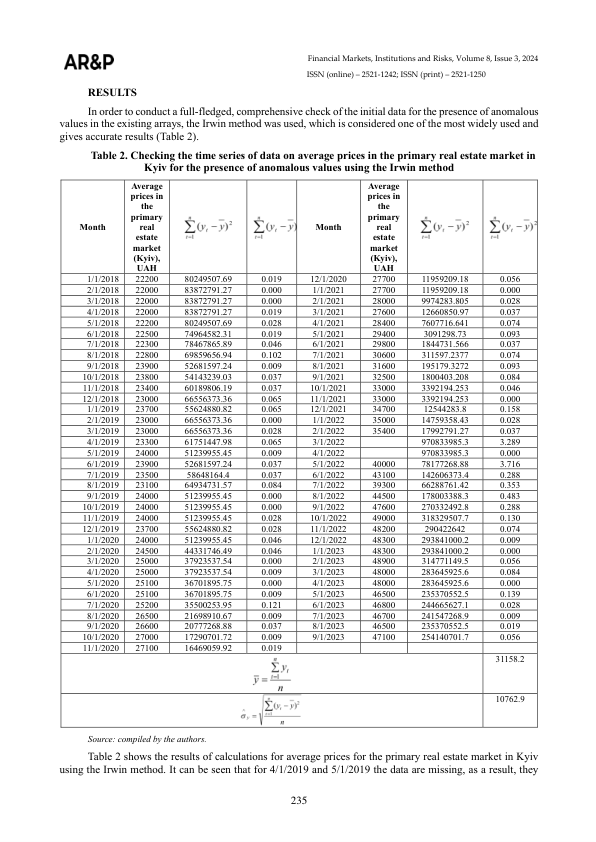 AR&P
Financial Markets, Institutions and Risks, Volume 8, Issue 3, 2024
ISSN (online) – 2521-1242; ISSN (print) – 2521-1250
RESULTS
In order to conduct a full-fledged, comprehensive check of the initial data for the presence of anomalous
values in the existing arrays, the Irwin method was used, which is considered one of the most widely used and
gives accurate results (Table 2).
Table 2. Checking the time series of data on average prices in the primary real estate market in
Kyiv for the presence of anomalous values using the Irwin method
Month | Average prices in the primary real estate market (Kyiv), UAH | n∑t=1(yₜ − ȳ)² | n∑t=1(yₜ − ȳ) | Month | Average prices in the primary real estate market (Kyiv), UAH | n∑t=1(yₜ − ȳ)² | n∑t=1(yₜ − ȳ)²
1/1/2018 22200 80249507.69 0.019 12/1/2020 27700 11959209.18 0.056
2/1/2018 22000 83872791.27 0.000 1/1/2021 27700 11959209.18 0.000
3/1/2018 22000 83872791.27 0.000 2/1/2021 28000 9974283.805 0.028
4/1/2018 22000 83872791.27 0.019 3/1/2021 27600 12660850.97 0.037
5/1/2018 22200 80249507.69 0.028 4/1/2021 28400 7607716.641 0.074
6/1/2018 22500 74964582.31 0.019 5/1/2021 29400 3091298.73 0.093
7/1/2018 22300 78467865.89 0.046 6/1/2021 29800 1844731.566 0.037
8/1/2018 22800 69859656.94 0.102 7/1/2021 30600 311597.2377 0.074
9/1/2018 23900 52681597.24 0.009 8/1/2021 31600 195179.3272 0.093
10/1/2018 23800 54143239.03 0.037 9/1/2021 32500 1800403.208 0.084
11/1/2018 23400 60189806.19 0.037 10/1/2021 33000 3392194.253 0.046
12/1/2018 23000 66556373.36 0.065 11/1/2021 33000 3392194.253 0.000
1/1/2019 23700 55624880.82 0.065 12/1/2021 34700 12544283.8 0.158
2/1/2019 23000 66556373.36 0.000 1/1/2022 35000 14759358.43 0.028
3/1/2019 23000 66556373.36 0.028 2/1/2022 35400 17992791.27 0.037
4/1/2019 23300 61751447.98 0.065 3/1/2022 970833985.3 3.289
5/1/2019 24000 51239955.45 0.009 4/1/2022 970833985.3 0.000
6/1/2019 23900 52681597.24 0.037 5/1/2022 40000 78177268.88 3.716
7/1/2019 23500 58648164.4 0.037 6/1/2022 43100 142606373.4 0.288
8/1/2019 23100 64934731.57 0.084 7/1/2022 39300 66288761.42 0.353
9/1/2019 24000 51239955.45 0.000 8/1/2022 44500 178003388.3 0.483
10/1/2019 24000 51239955.45 0.000 9/1/2022 47600 270332492.8 0.288
11/1/2019 24000 51239955.45 0.028 10/1/2022 49000 318329507.7 0.130
12/1/2019 23700 55624880.82 0.028 11/1/2022 48200 290422642 0.074
1/1/2020 24000 51239955.45 0.046 12/1/2022 48300 293841000.2 0.009
2/1/2020 24500 44331746.49 0.046 1/1/2023 48300 293841000.2 0.000
3/1/2020 25000 37923537.54 0.000 2/1/2023 48900 314771149.5 0.056
4/1/2020 25000 37923537.54 0.009 3/1/2023 48000 283645925.6 0.084
5/1/2020 25100 36701895.75 0.000 4/1/2023 48000 283645925.6 0.000
6/1/2020 25100 36701895.75 0.009 5/1/2023 46500 235370552.5 0.139
7/1/2020 25200 35500253.95 0.121 6/1/2023 46800 244665627.1 0.028
8/1/2020 26500 21698910.67 0.009 7/1/2023 46700 241547268.9 0.009
9/1/2020 26600 20777268.88 0.037 8/1/2023 46500 235370552.5 0.019
10/1/2020 27000 17290701.72 0.009 9/1/2023 47100 254140701.7 0.056
11/1/2020 27100 16469059.92 0.019
ȳ = n∑t=1 yₜ / n 31158.2
σ̂ᵧ = √(n∑t=1(yₜ − ȳ)² / n) 10762.9
Source: compiled by the authors.
Table 2 shows the results of calculations for average prices for the primary real estate market in Kyiv
using the Irwin method. It can be seen that for 4/1/2019 and 5/1/2019 the data are missing, as a result, they
235